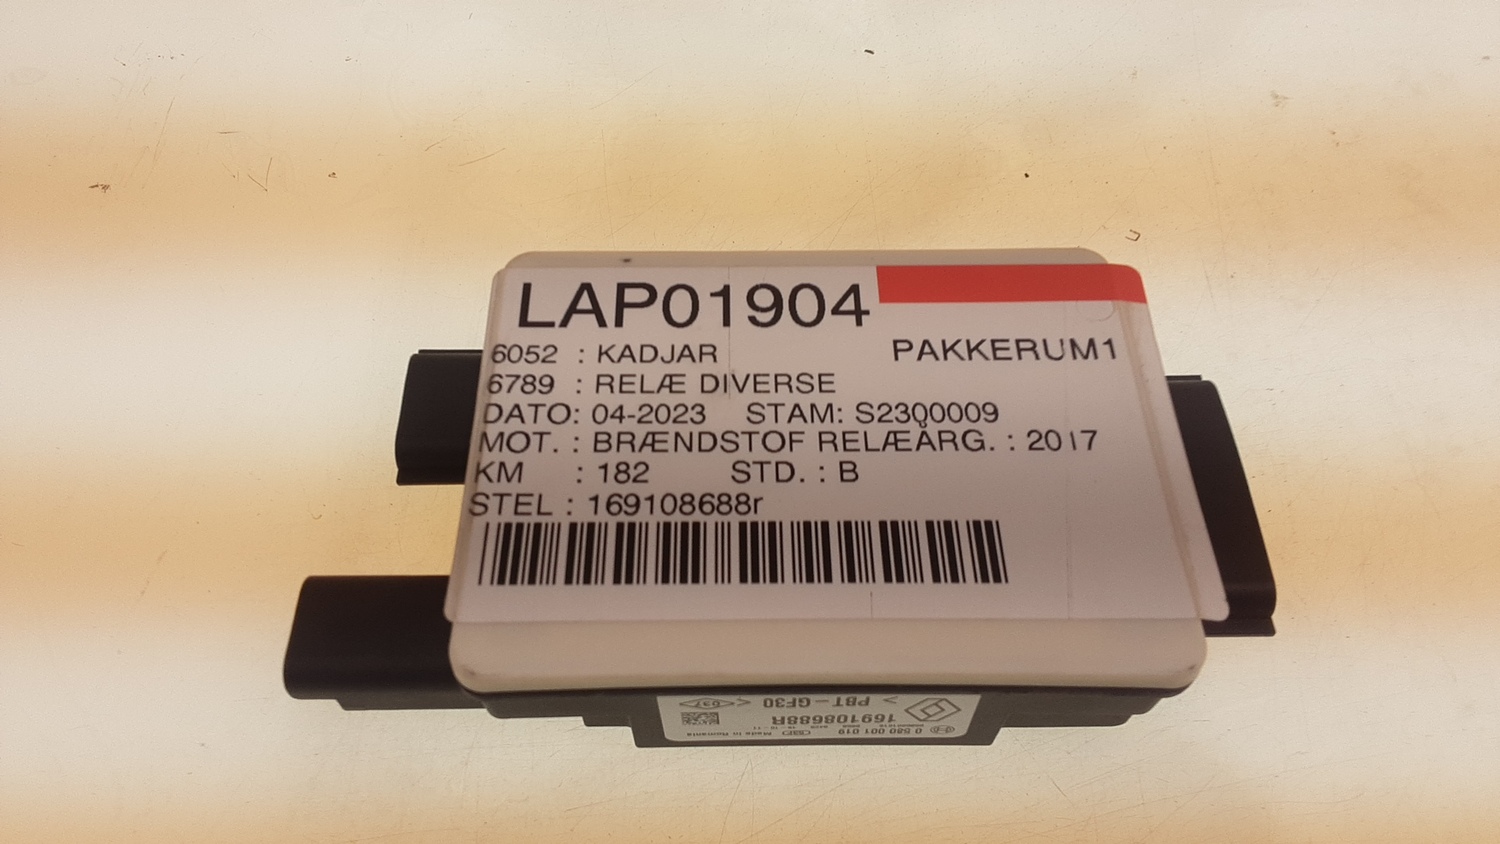 LAP01904
6052 : KADJAR PAKKERUM1
6789 : RELÆ DIVERSE
DATO: 04-2023 STAM: S2300009
MOT. : BRÆNDSTOF RELÆÅRG. : 2017
KM : 182 STD. : B
STEL : 169108688r
0 580 001 019 Made in Romania
169108688R
> PBT-GF30 <